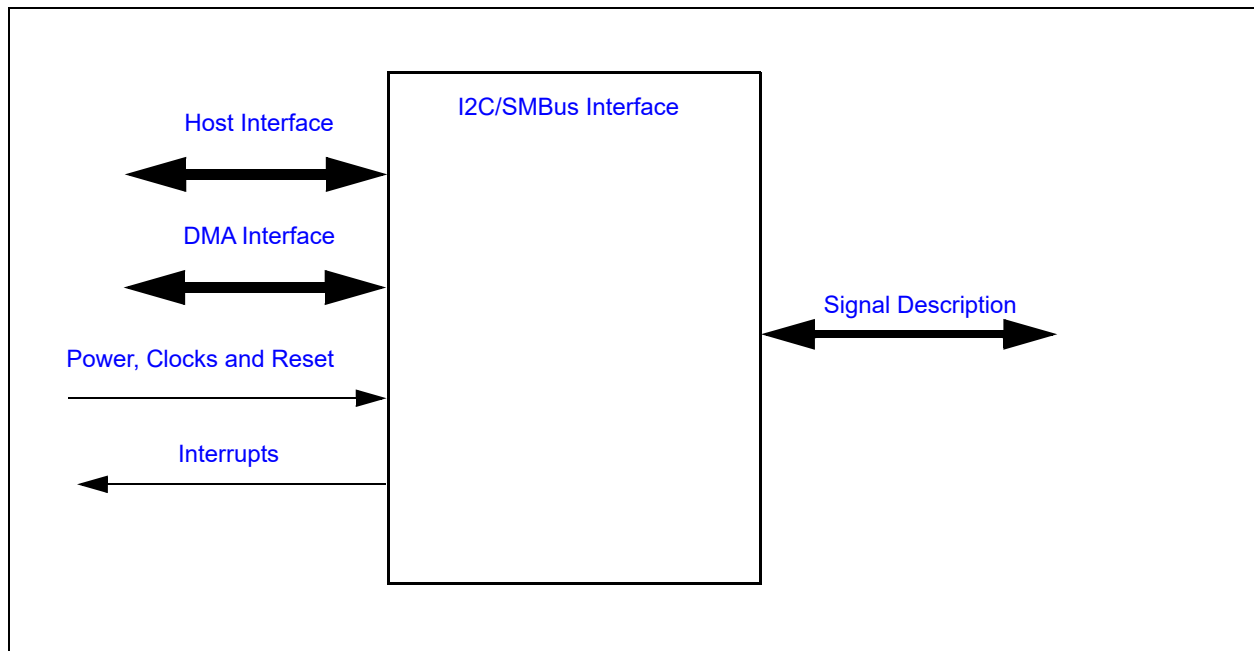 I2C/SMBus Interface
Host Interface
DMA Interface
Signal Description
Power, Clocks and Reset
Interrupts